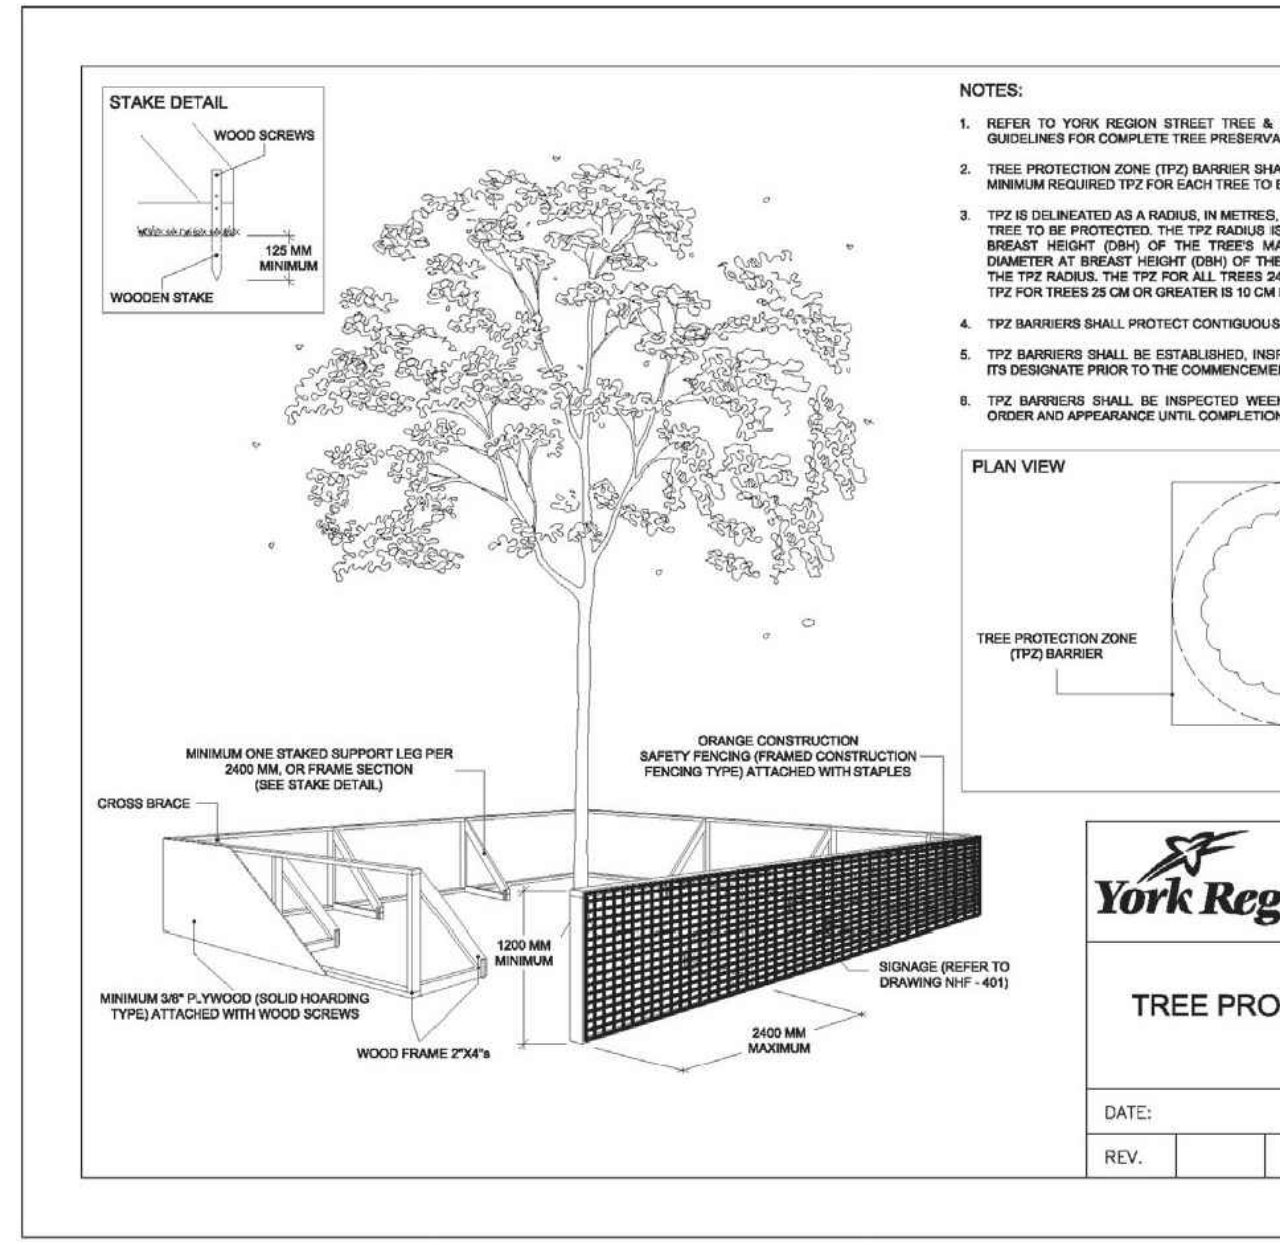 STAKE DETAIL
WOOD SCREWS
125 MM
MINIMUM
WOODEN STAKE
NOTES:
1. REFER TO YORK REGION STREET TREE &
GUIDELINES FOR COMPLETE TREE PRESERVA
2. TREE PROTECTION ZONE (TPZ) BARRIER SHA
MINIMUM REQUIRED TPZ FOR EACH TREE TO
3. TPZ IS DELINEATED AS A RADIUS, IN METRES,
TREE TO BE PROTECTED. THE TPZ RADIUS IS
BREAST HEIGHT (DBH) OF THE TREE'S MA
DIAMETER AT BREAST HEIGHT (DBH) OF THE
THE TPZ RADIUS. THE TPZ FOR ALL TREES 24
TPZ FOR TREES 25 CM OR GREATER IS 10 CM
4. TPZ BARRIERS SHALL PROTECT CONTIGUOUS
5. TPZ BARRIERS SHALL BE ESTABLISHED, INSP
ITS DESIGNATE PRIOR TO THE COMMENCEME
6. TPZ BARRIERS SHALL BE INSPECTED WEE
ORDER AND APPEARANCE UNTIL COMPLETION
PLAN VIEW
TREE PROTECTION ZONE
(TPZ) BARRIER
MINIMUM ONE STAKED SUPPORT LEG PER
2400 MM, OR FRAME SECTION
(SEE STAKE DETAIL)
CROSS BRACE
ORANGE CONSTRUCTION
SAFETY FENCING (FRAMED CONSTRUCTION
FENCING TYPE) ATTACHED WITH STAPLES
1200 MM
MINIMUM
SIGNAGE (REFER TO
DRAWING NHF - 401)
MINIMUM 3/8" PLYWOOD (SOLID HOARDING
TYPE) ATTACHED WITH WOOD SCREWS
WOOD FRAME 2"X4"s
2400 MM
MAXIMUM
York Reg
TREE PRO
DATE:
REV.